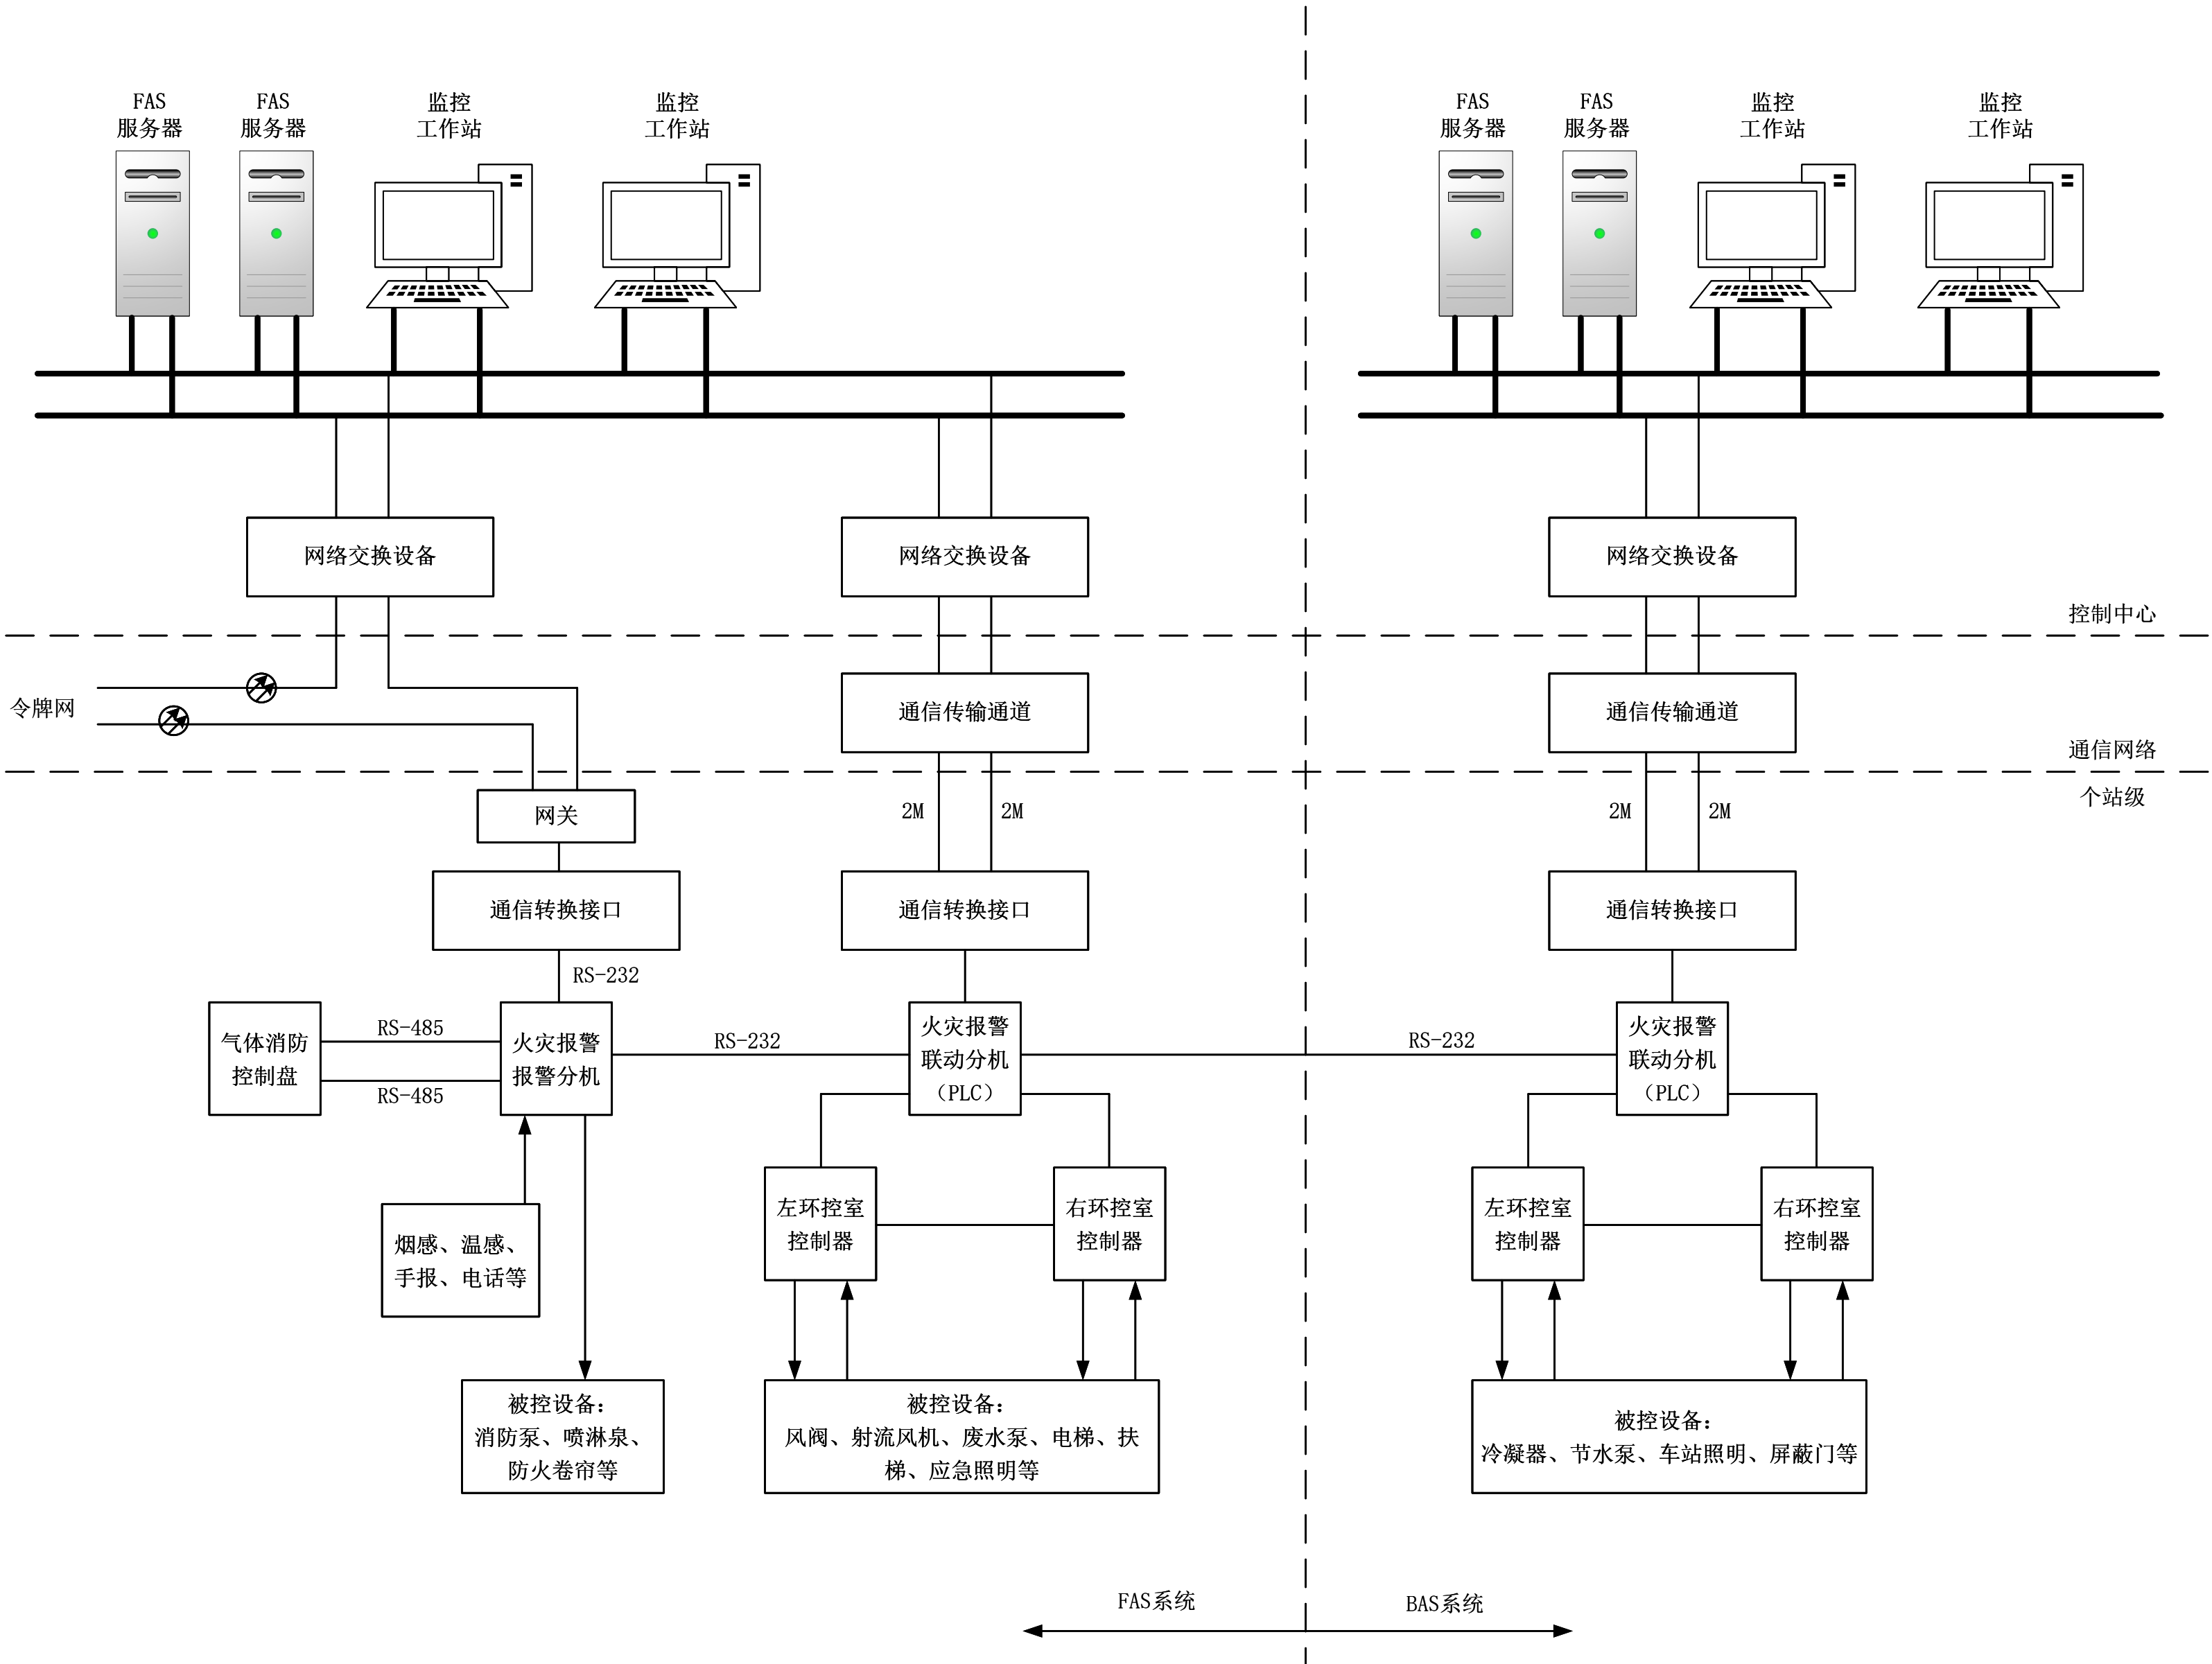 FAS
服务器
FAS
服务器
监控
工作站
监控
工作站
FAS
服务器
FAS
服务器
监控
工作站
监控
工作站
网络交换设备
网络交换设备
网络交换设备
控制中心
令牌网
通信传输通道
通信传输通道
通信网络
个站级
网关
2M
2M
2M
2M
通信转换接口
通信转换接口
通信转换接口
RS-232
气体消防
控制盘
RS-485
RS-485
火灾报警
报警分机
RS-232
火灾报警
联动分机
（PLC）
RS-232
火灾报警
联动分机
（PLC）
烟感、温感、
手报、电话等
左环控室
控制器
右环控室
控制器
左环控室
控制器
右环控室
控制器
被控设备：
消防泵、喷淋泉、
防火卷帘等
被控设备：
风阀、射流风机、废水泵、电梯、扶
梯、应急照明等
被控设备：
冷凝器、节水泵、车站照明、屏蔽门等
FAS系统
BAS系统